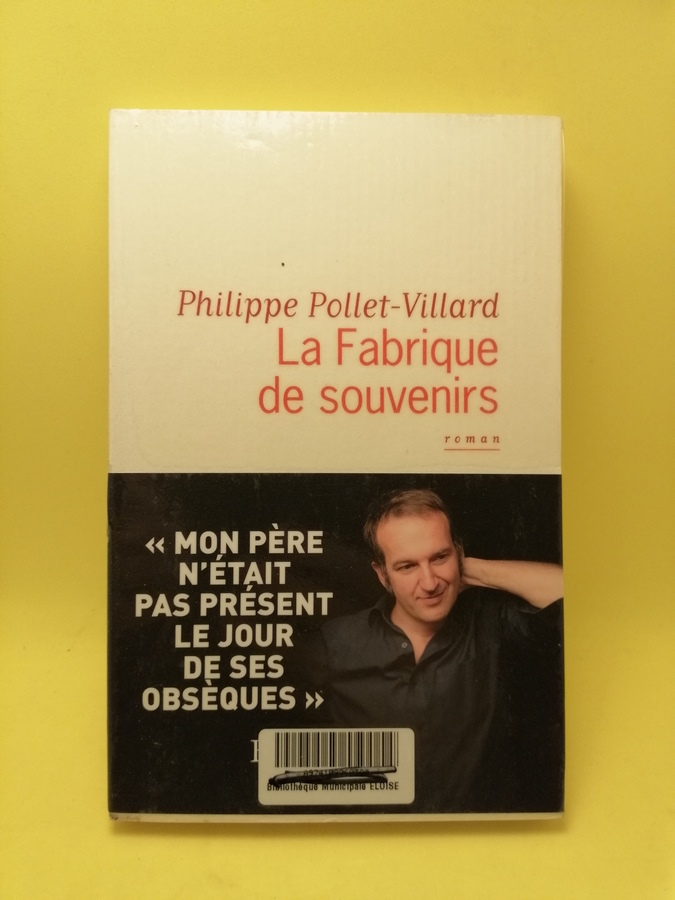 Philippe Pollet-Villard
La Fabrique
de souvenirs
roman
« MON PÈRE
N'ÉTAIT
PAS PRÉSENT
LE JOUR
DE SES
OBSÈQUES »
Bibliothèque Municipale ELOISE